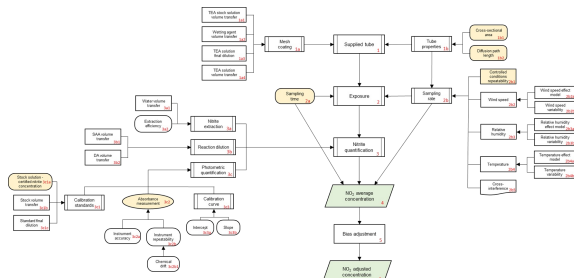 TEA stock solution
volume transfer
Wetting agent
volume transfer
TEA solution
final dilution
TEA solution
volume transfer
Mesh
coating
Supplied tube
1
Tube
properties
Cross-sectional
area
Diffusion path
length
Sampling
time
Exposure
2
Sampling
rate
Controlled
conditions
repeatability
Wind speed
Wind speed effect
model
Wind speed
variability
Relative
humidity
Relative humidity
effect model
Relative humidity
variability
Temperature
Temperature effect
model
Temperature
variability
Cross-
interference
Water volume
transfer
Extraction
efficiency
Nitrite
extraction
SAA volume
transfer
DA volume
transfer
Reaction dilution
Photometric
quantification
Nitrite
quantification
3
Stock solution -
certified nitrite
concentration
Stock volume
transfer
Standard final
dilution
Calibration
standards
Absorbance
measurement
Calibration
curve
Instrument
accuracy
Instrument
repeatability
Chemical
drift
Intercept
Slope
NO2 average
concentration
4
Bias adjustment
5
NO2 adjusted
concentration